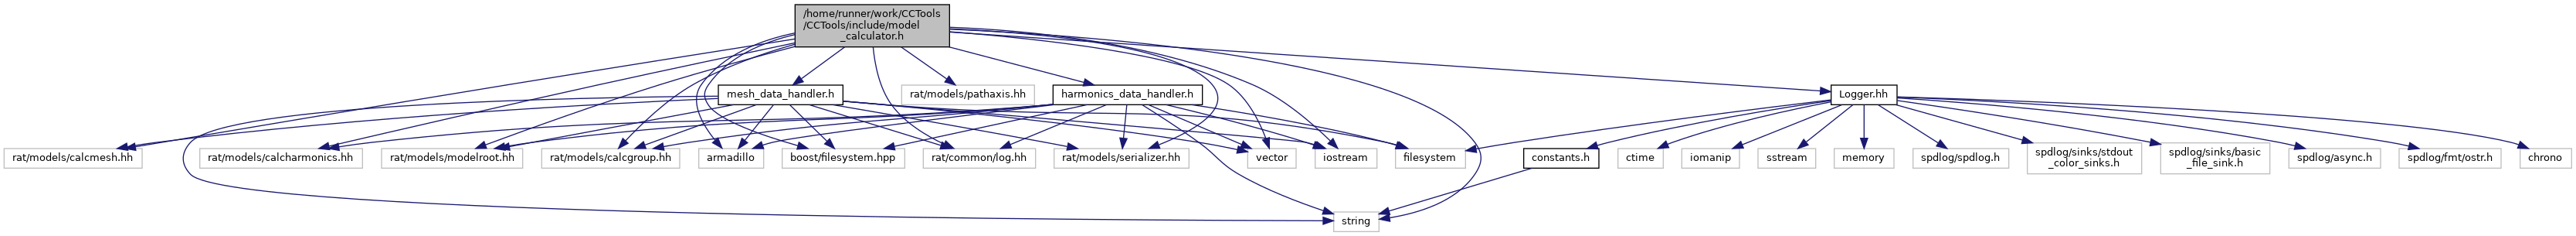 /home/runner/work/CCTools
/CCTools/include/model
_calculator.h
mesh_data_handler.h
rat/models/pathaxis.hh
harmonics_data_handler.h
Logger.hh
rat/models/calcmesh.hh
rat/models/calcharmonics.hh
rat/models/modelroot.hh
rat/models/calcgroup.hh
armadillo
boost/filesystem.hpp
rat/common/log.hh
rat/models/serializer.hh
vector
iostream
filesystem
constants.h
ctime
iomanip
sstream
memory
spdlog/spdlog.h
spdlog/sinks/stdout
_color_sinks.h
spdlog/sinks/basic
_file_sink.h
spdlog/async.h
spdlog/fmt/ostr.h
chrono
string